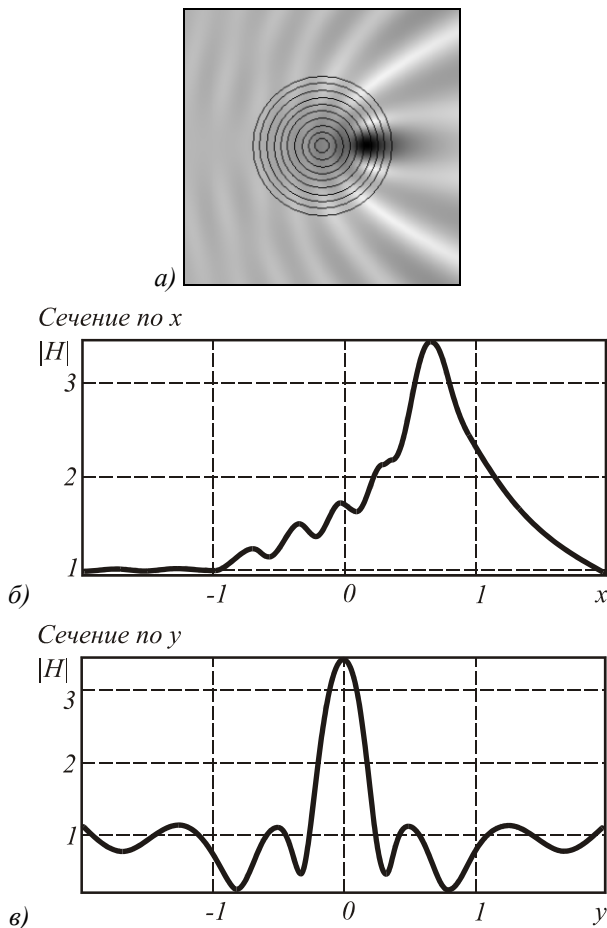 а)
Сечение по x
|H|
3
2
1
б)
-1 0 1 x
Сечение по y
|H|
3
2
1
в)
-1 0 1 y